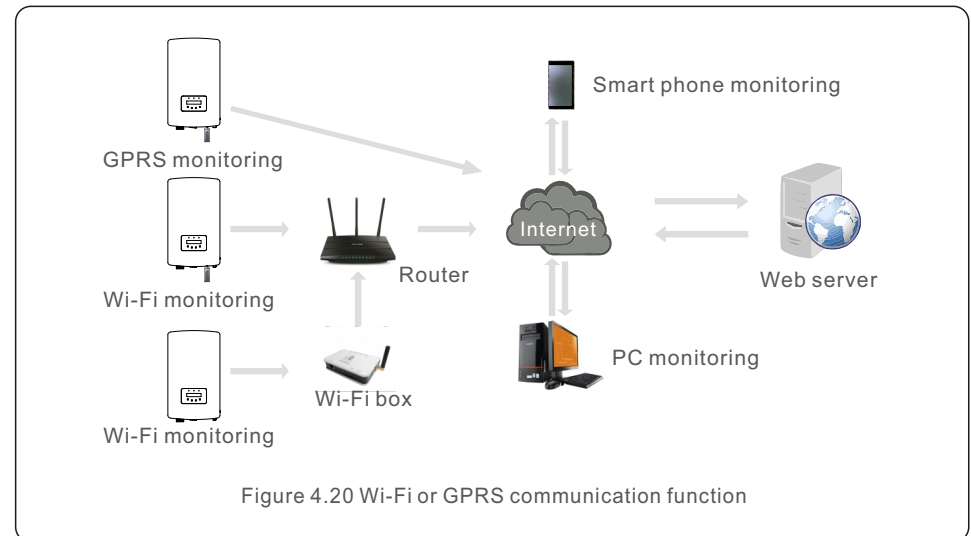 Smart phone monitoring
GPRS monitoring
Internet
Router
Web server
Wi-Fi monitoring
PC monitoring
Wi-Fi box
Wi-Fi monitoring
Figure 4.20 Wi-Fi or GPRS communication function